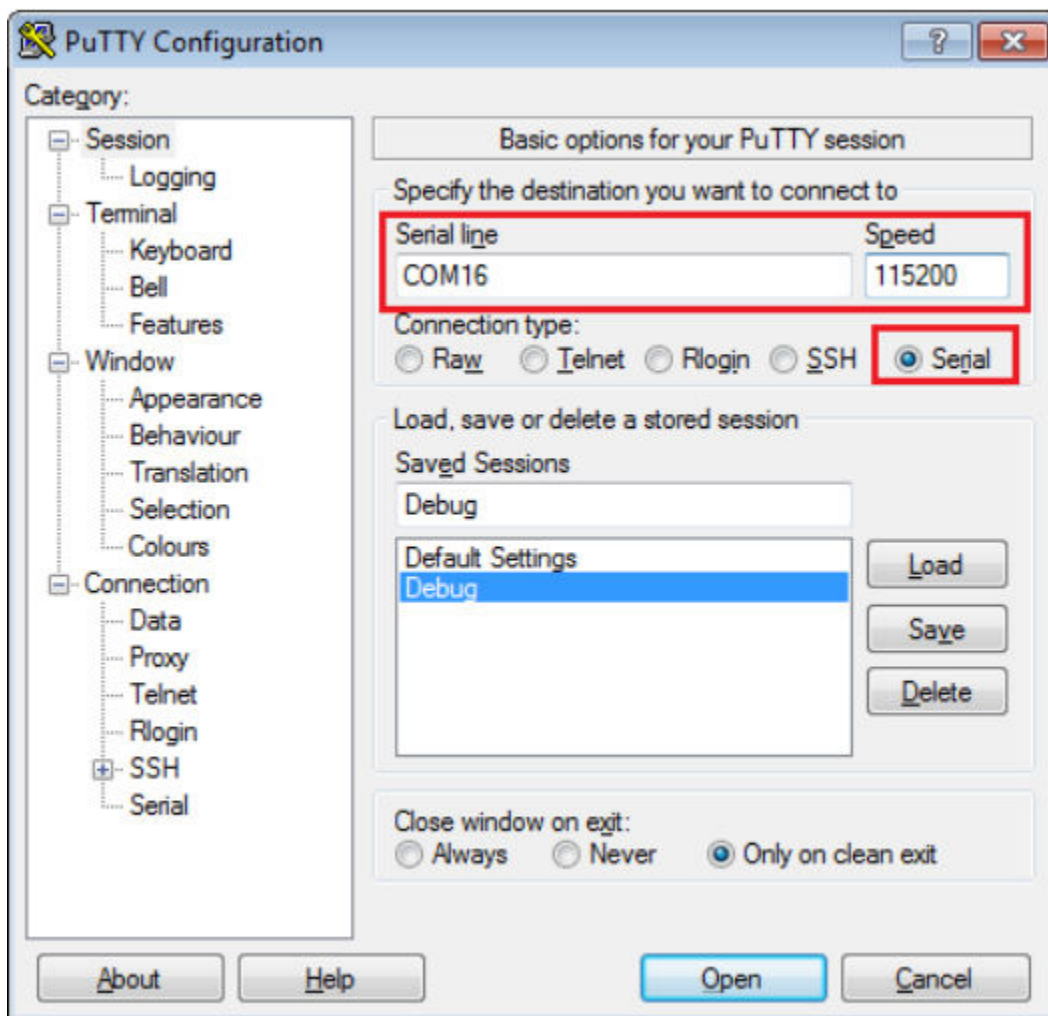 PuTTY Configuration
Category:
Session
Logging
Terminal
Keyboard
Bell
Features
Window
Appearance
Behaviour
Translation
Selection
Colours
Connection
Data
Proxy
Telnet
Rlogin
SSH
Serial
Basic options for your PuTTY session
Specify the destination you want to connect to
Serial line Speed
COM16 115200
Connection type:
Raw Telnet Rlogin SSH Serial
Load, save or delete a stored session
Saved Sessions
Debug
Default Settings
Debug
Load
Save
Delete
Close window on exit:
Always Never Only on clean exit
About Help Open Cancel